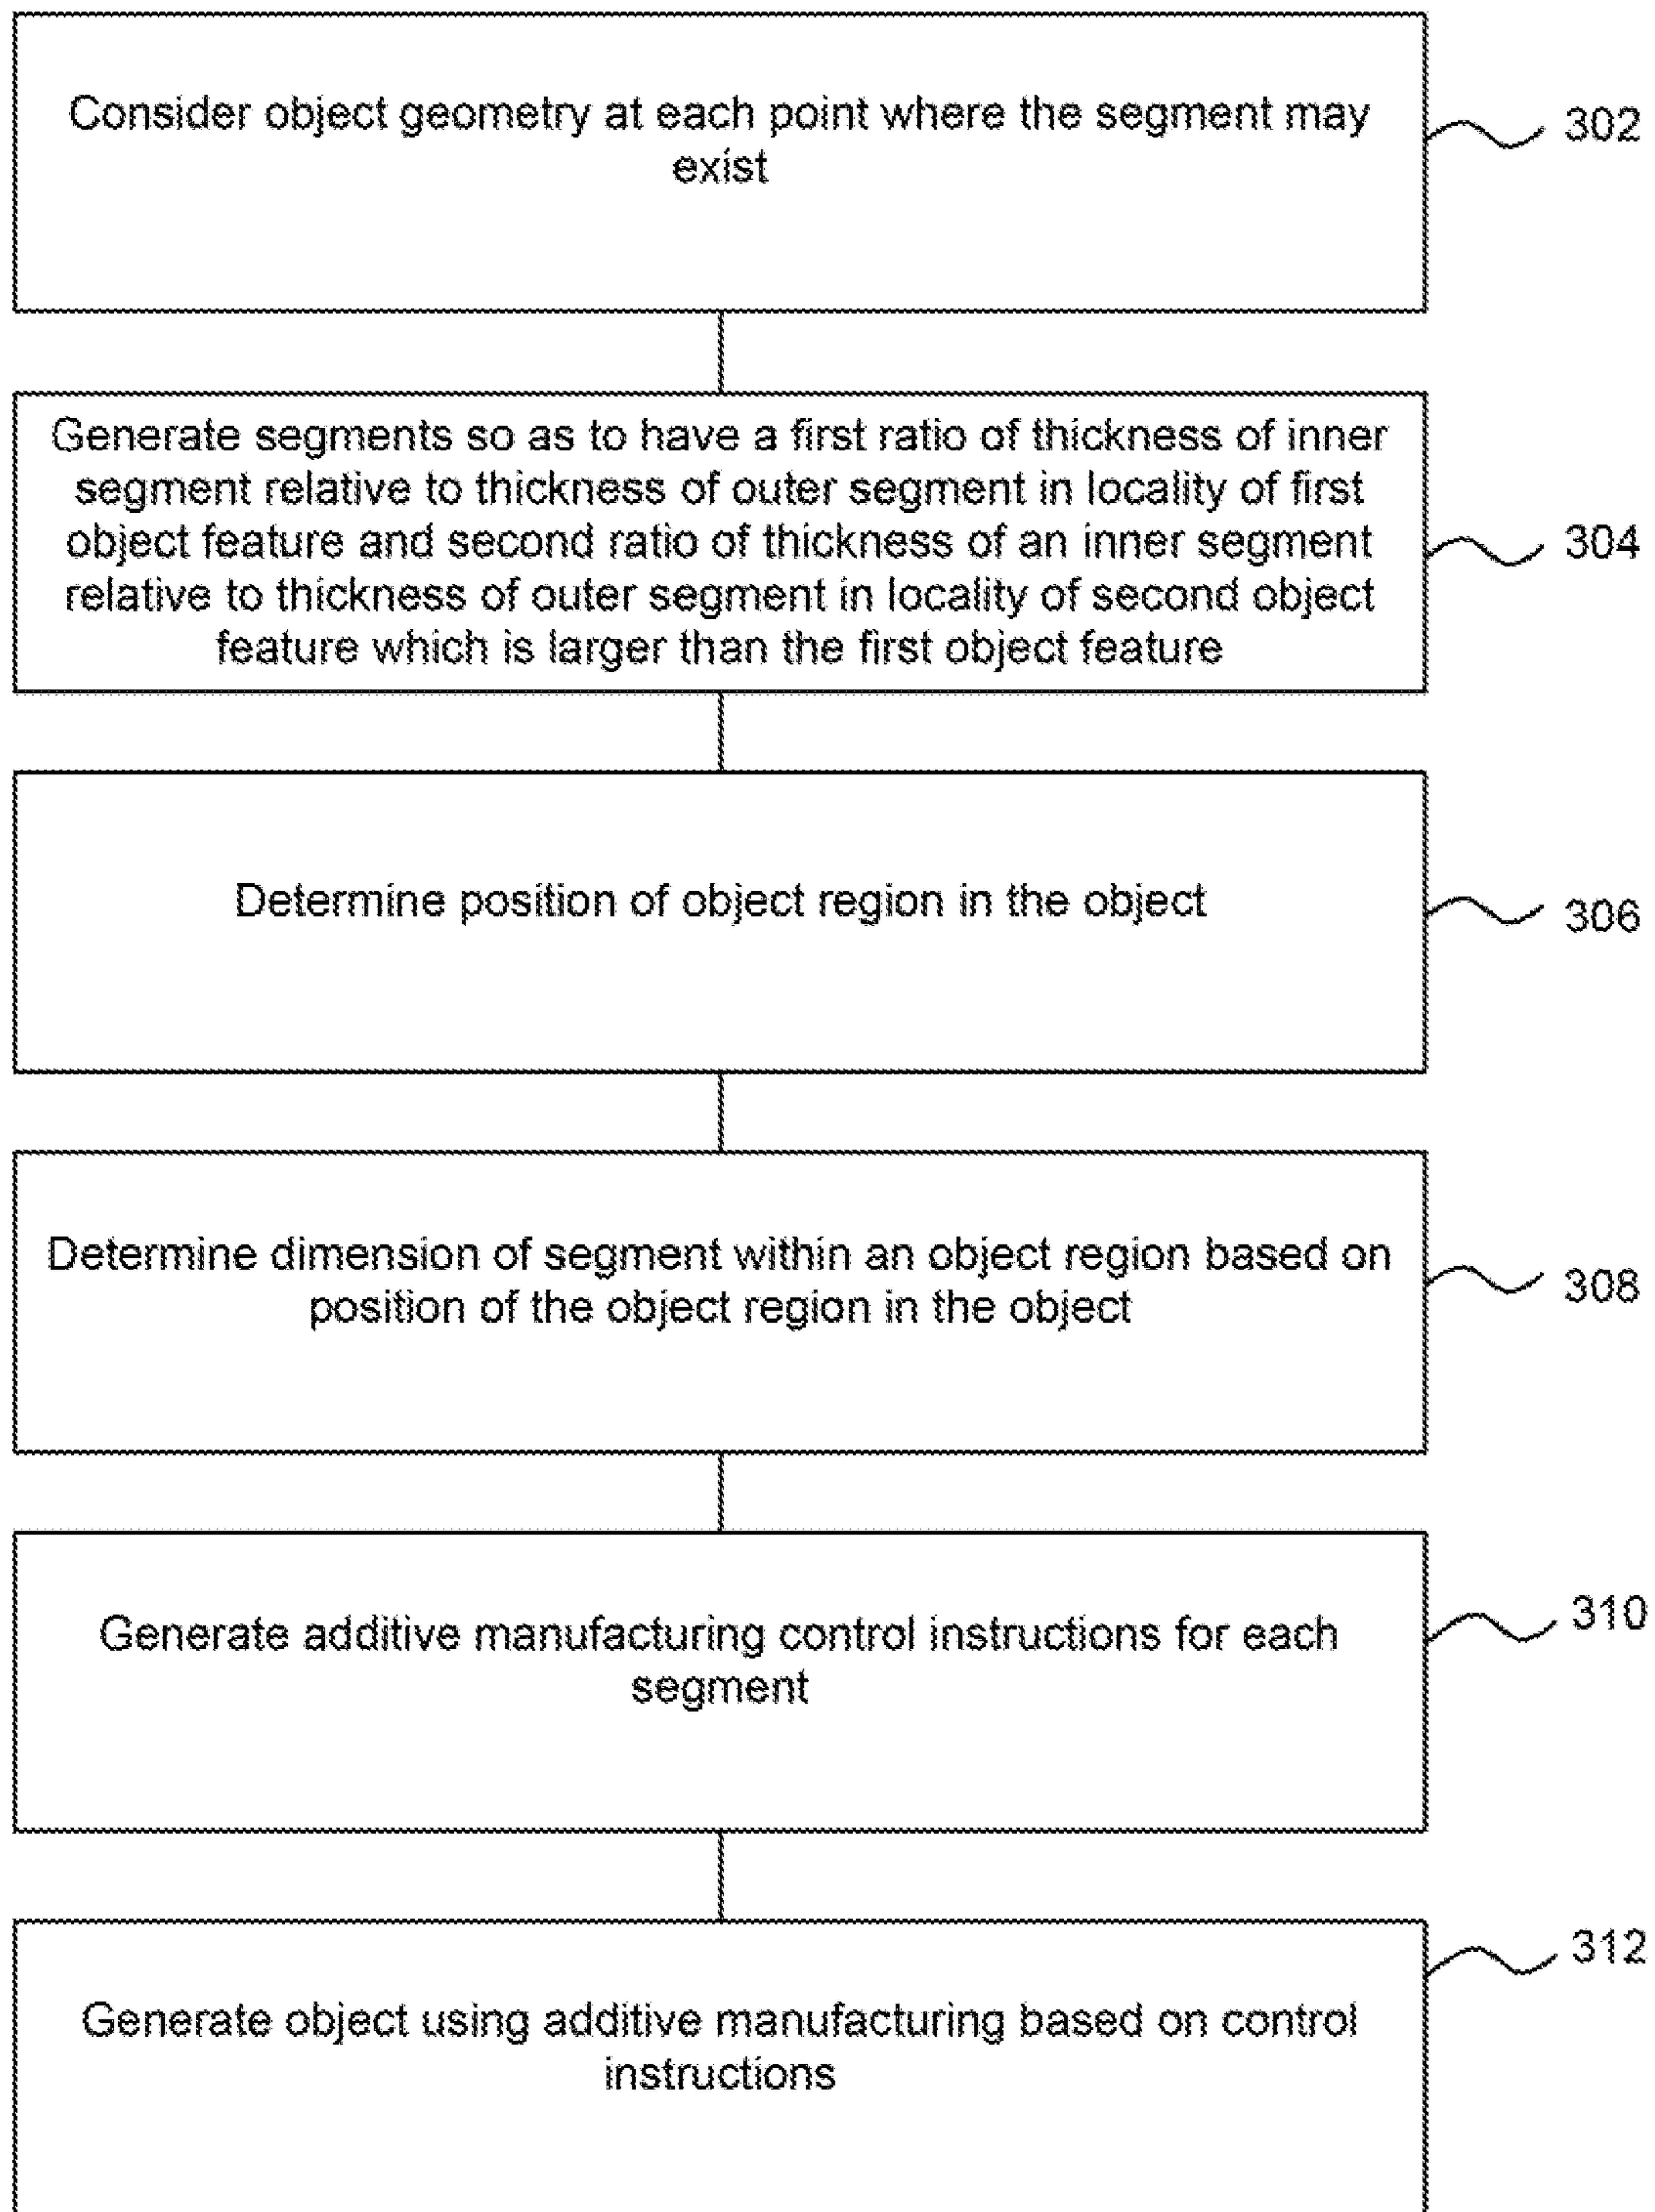 Consider object geometry at each point where the segment may
exist
302
Generate segments so as to have a first ratio of thickness of inner
segment relative to thickness of outer segment in locality of first
object feature and second ratio of thickness of an inner segment
relative to thickness of outer segment in locality of second object
feature which is larger than the first object feature
304
Determine position of object region in the object
306
Determine dimension of segment within an object region based on
position of the object region in the object
308
Generate additive manufacturing control instructions for each
segment
310
Generate object using additive manufacturing based on control
instructions
312